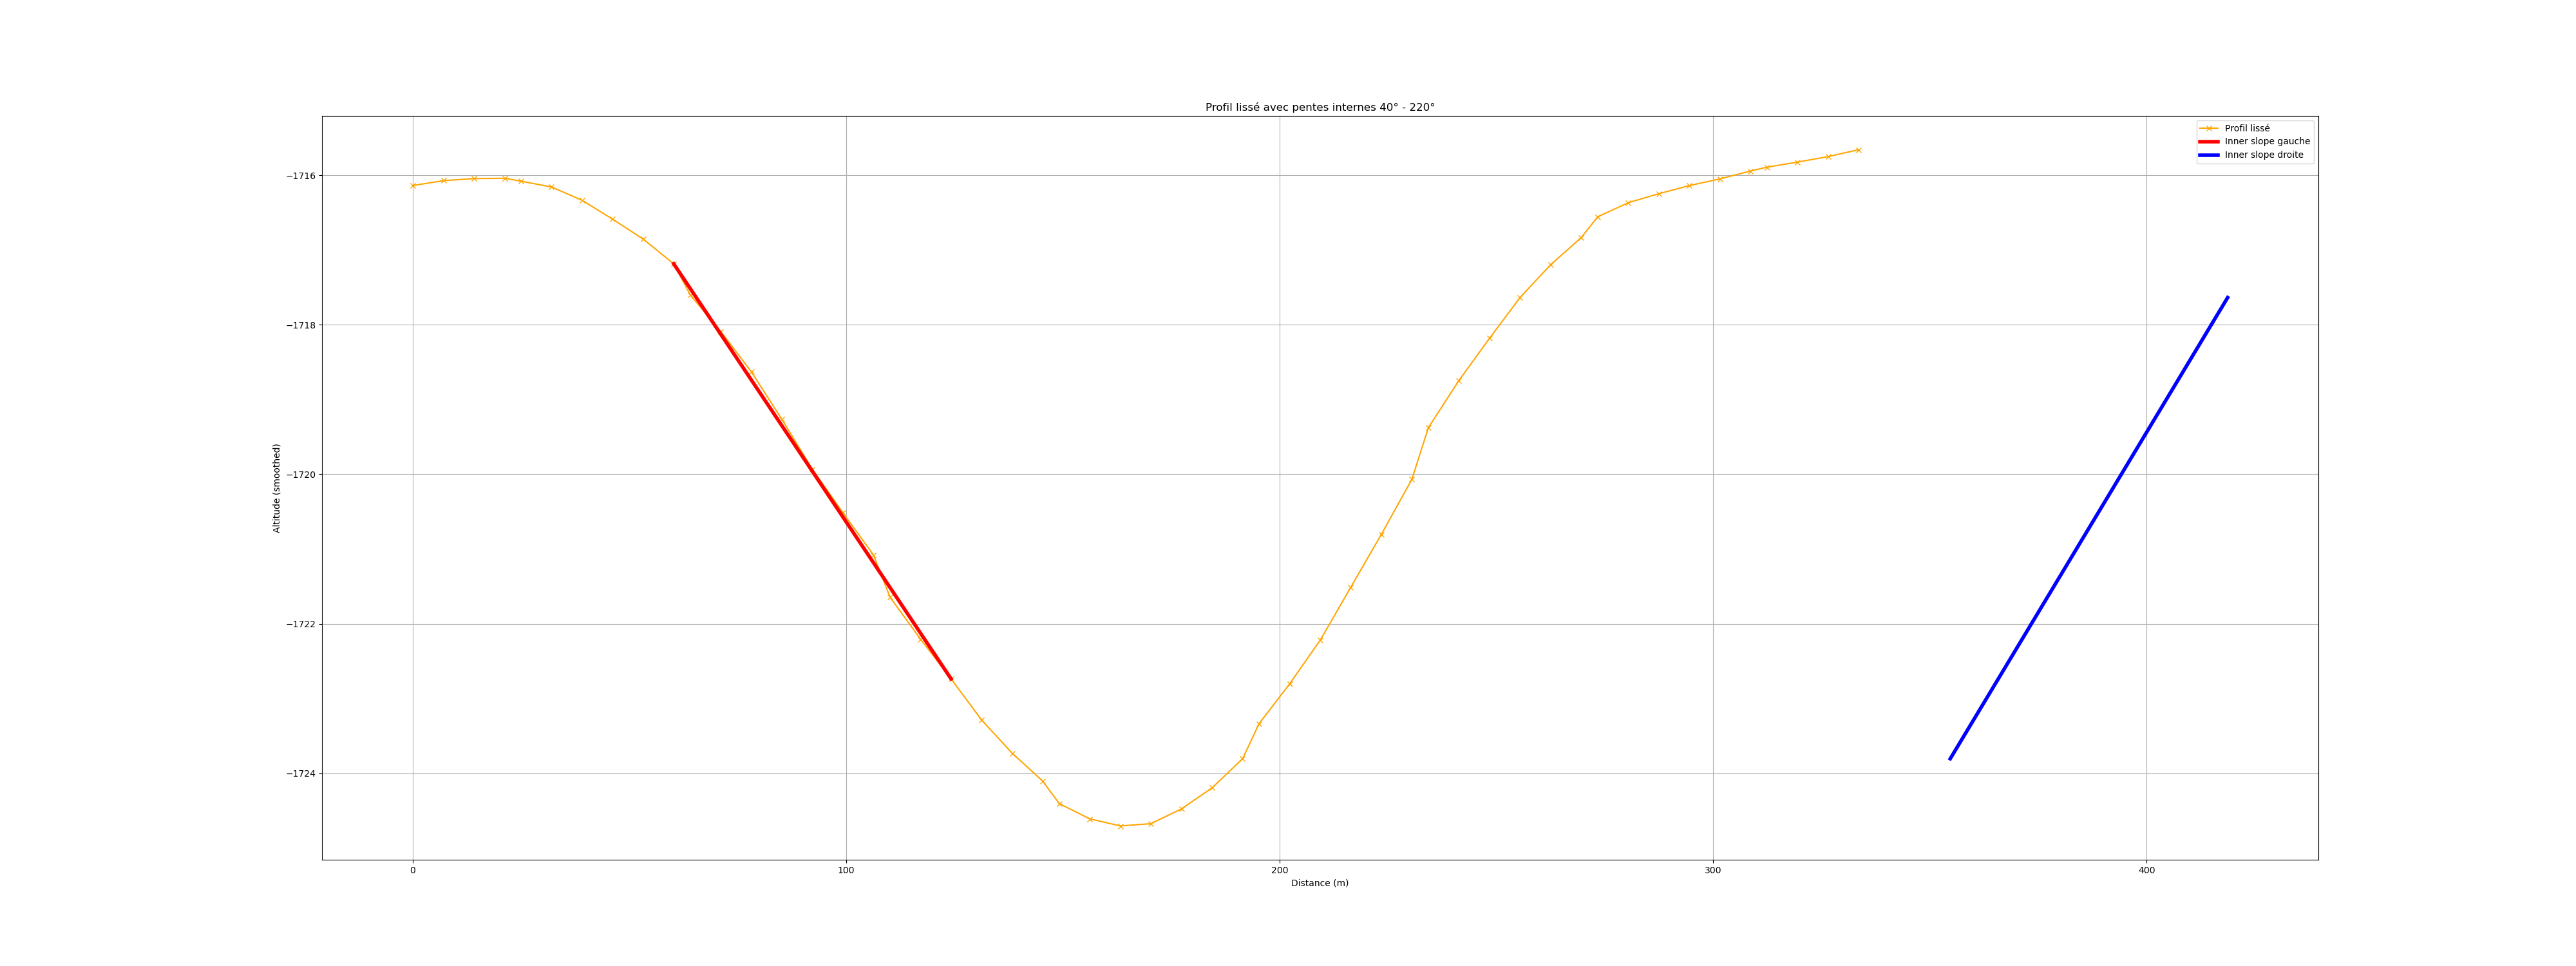 Profil lissé avec pentes internes 40° - 220°
Profil lissé
Inner slope gauche
Inner slope droite
−1716
−1718
−1720
−1722
−1724
Altitude (smoothed)
0
100
200
300
400
Distance (m)